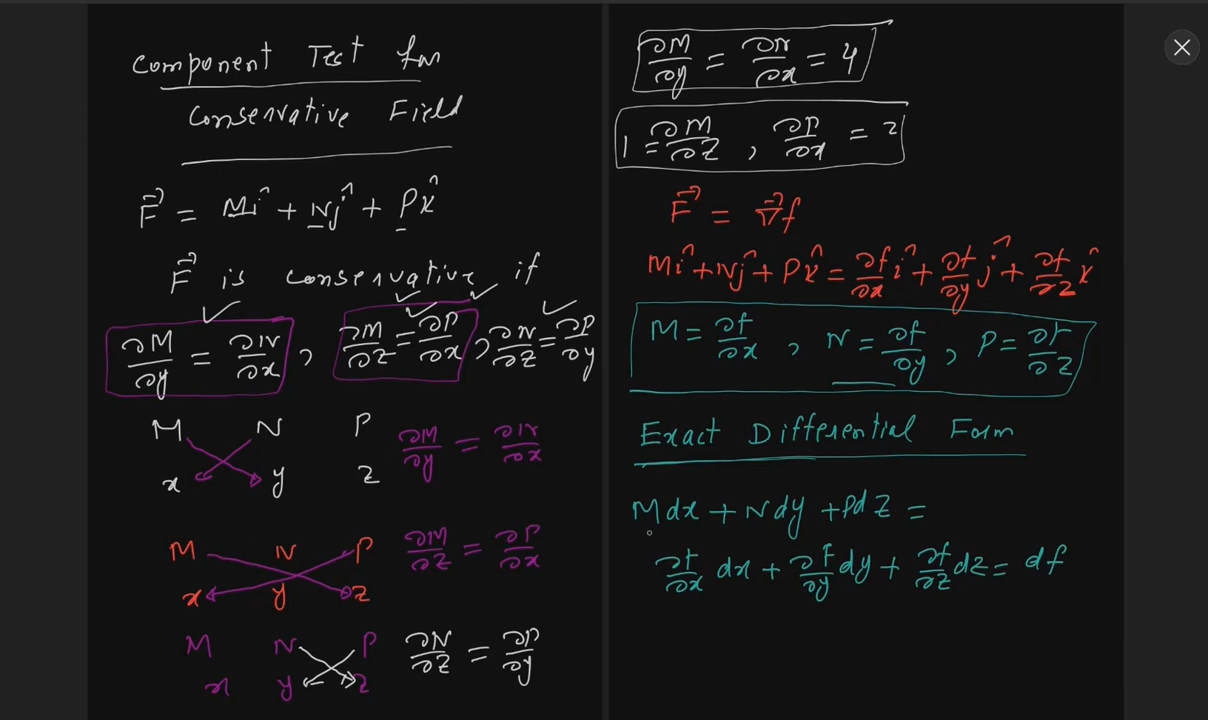 Component Test for
Conservative Field
F⃗ = Mî + Nĵ + Pk̂
F⃗ is conservative if
∂M/∂y = ∂N/∂x , ∂M/∂z = ∂P/∂x , ∂N/∂z = ∂P/∂y
M N P
x y z
∂M/∂y = ∂N/∂x
M N P
x y z
∂M/∂z = ∂P/∂x
M N P
x y z
∂N/∂z = ∂P/∂y
∂M/∂y = ∂N/∂x = 4
1 = ∂M/∂z , ∂P/∂x = 2
F⃗ = ∇⃗f
Mî + Nĵ + Pk̂ = ∂f/∂x î + ∂f/∂y ĵ + ∂f/∂z k̂
M = ∂f/∂x , N = ∂f/∂y , P = ∂f/∂z
Exact Differential Form
Mdx + Ndy + Pdz =
∂f/∂x dx + ∂f/∂y dy + ∂f/∂z dz = df